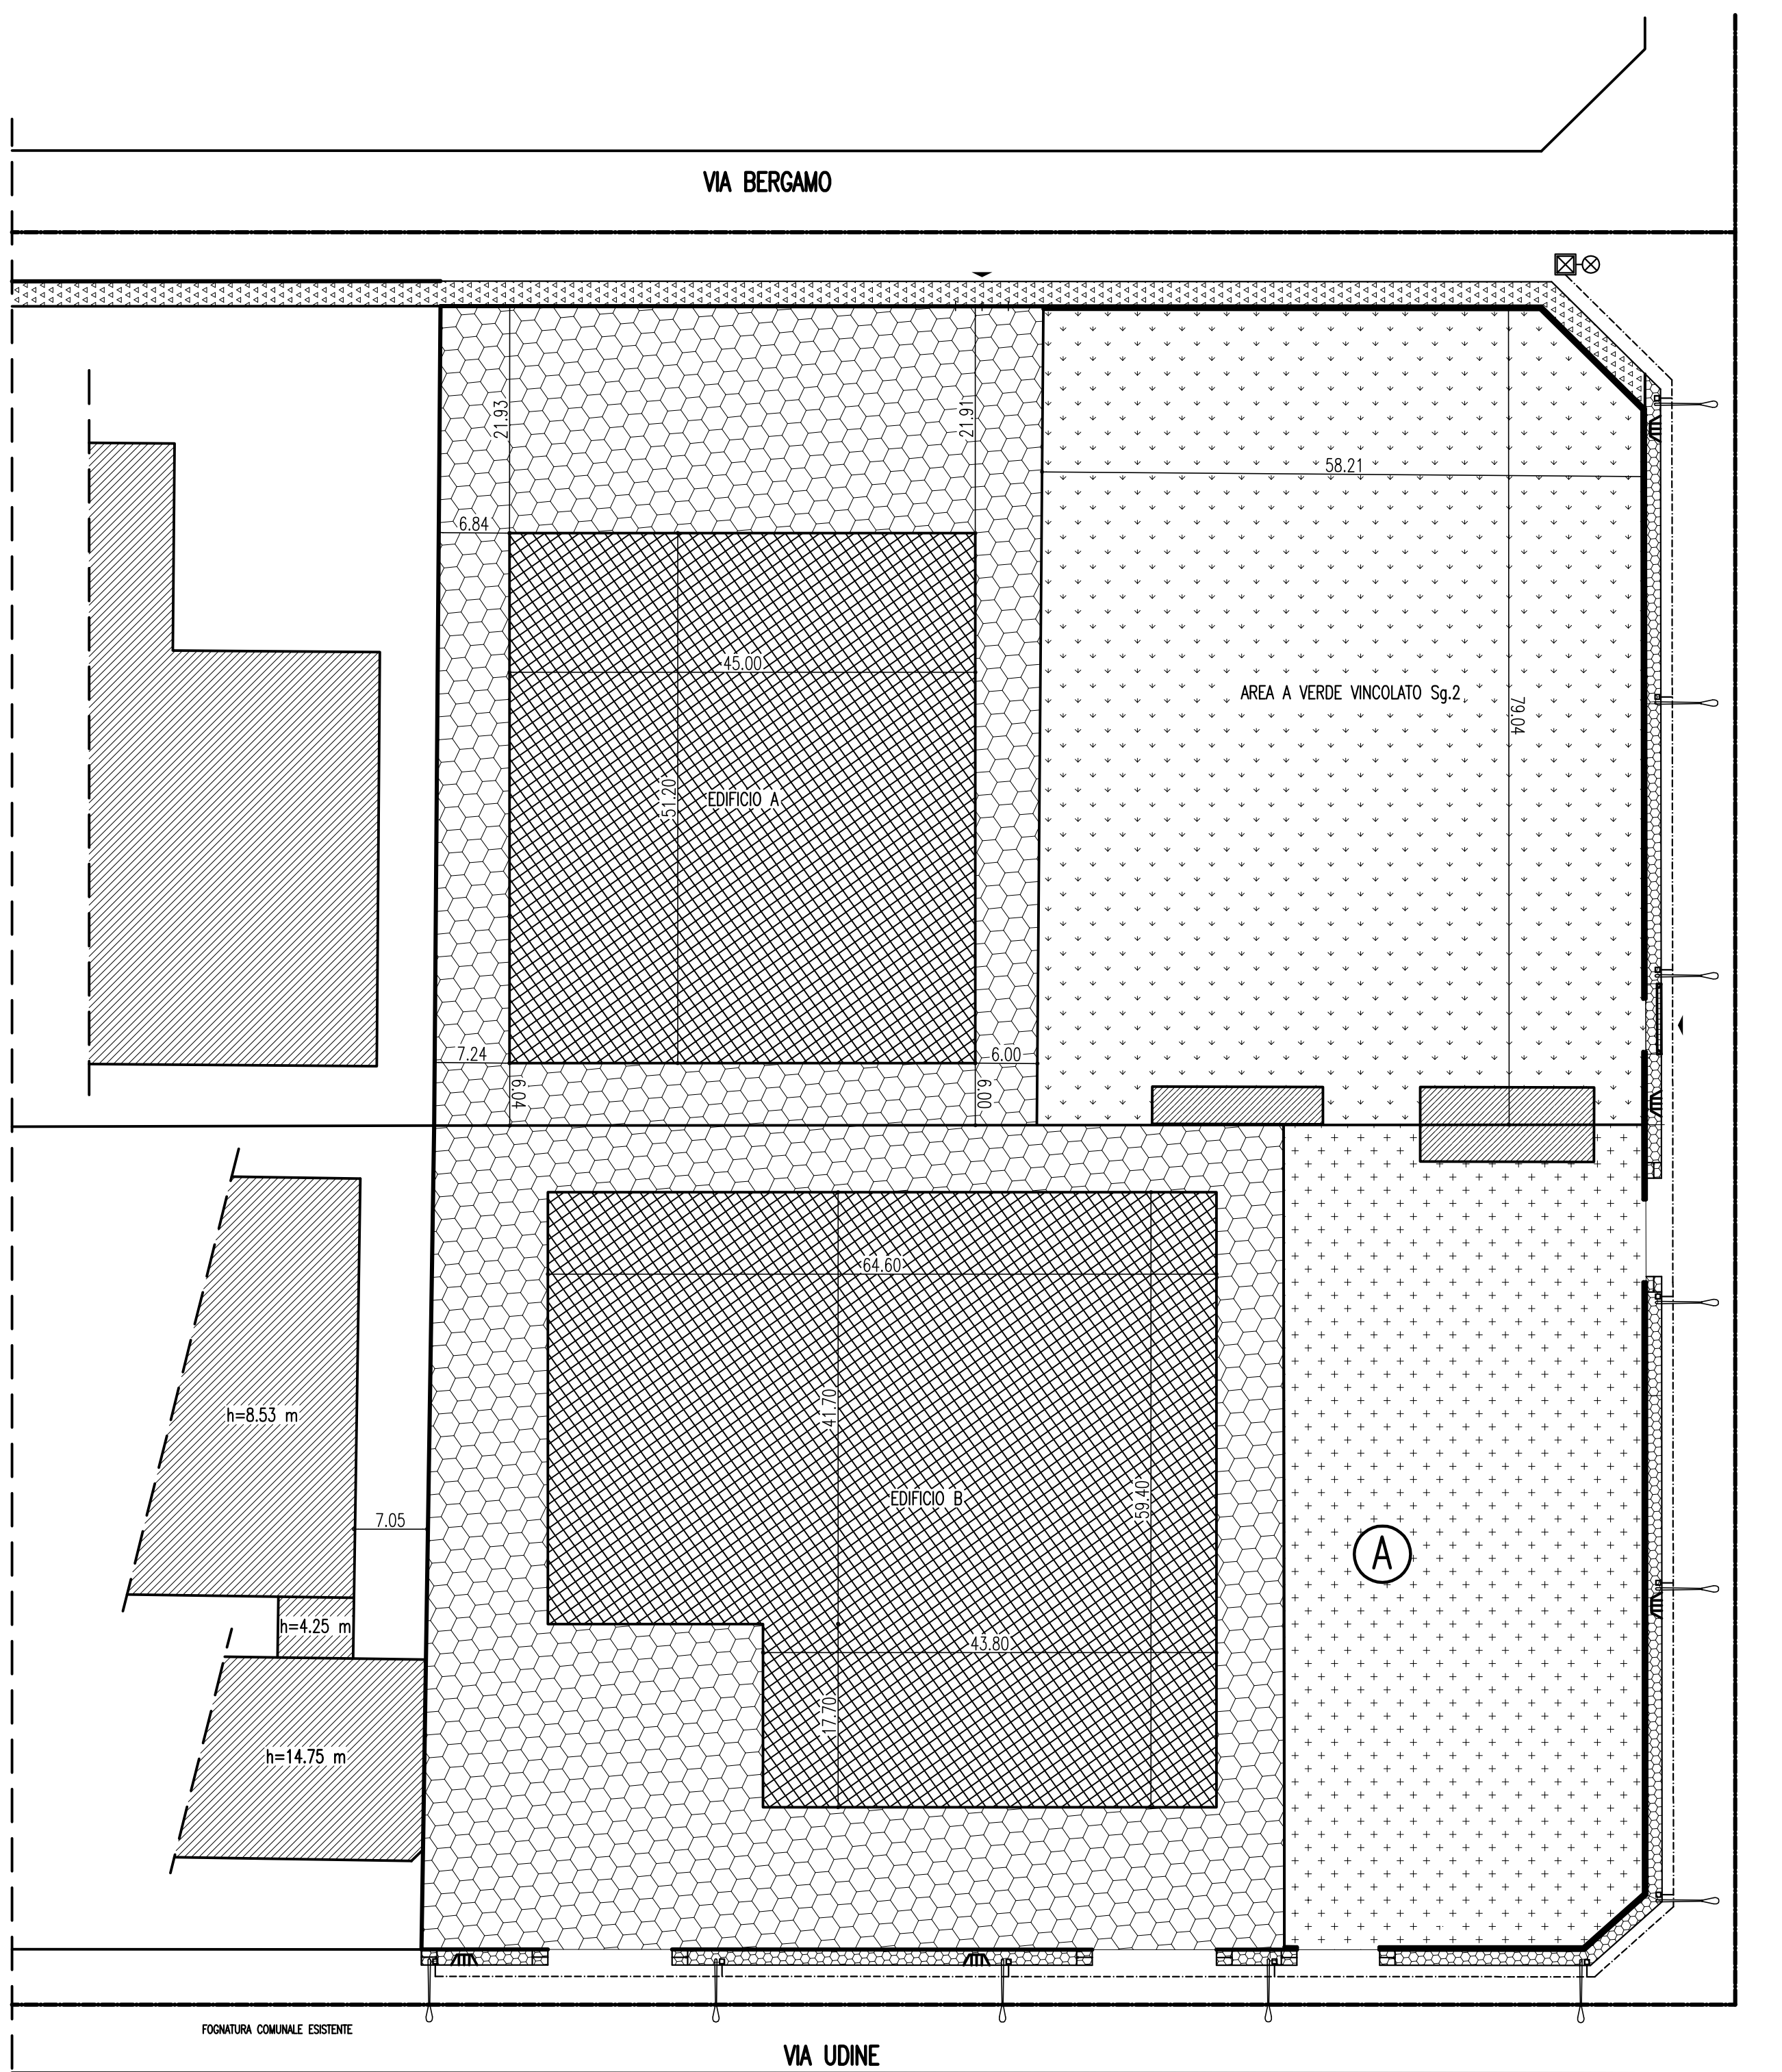 VIA BERGAMO
21.93
21.91
58.21
6.84
45.00
AREA A VERDE VINCOLATO Sg.2
79.04
51.20
EDIFICIO A
7.24
6.00
6.04
6.00
64.60
41.70
h=8.53 m
59.40
EDIFICIO B
7.05
A
h=4.25 m
43.80
17.70
h=14.75 m
FOGNATURA COMUNALE ESISTENTE
VIA UDINE